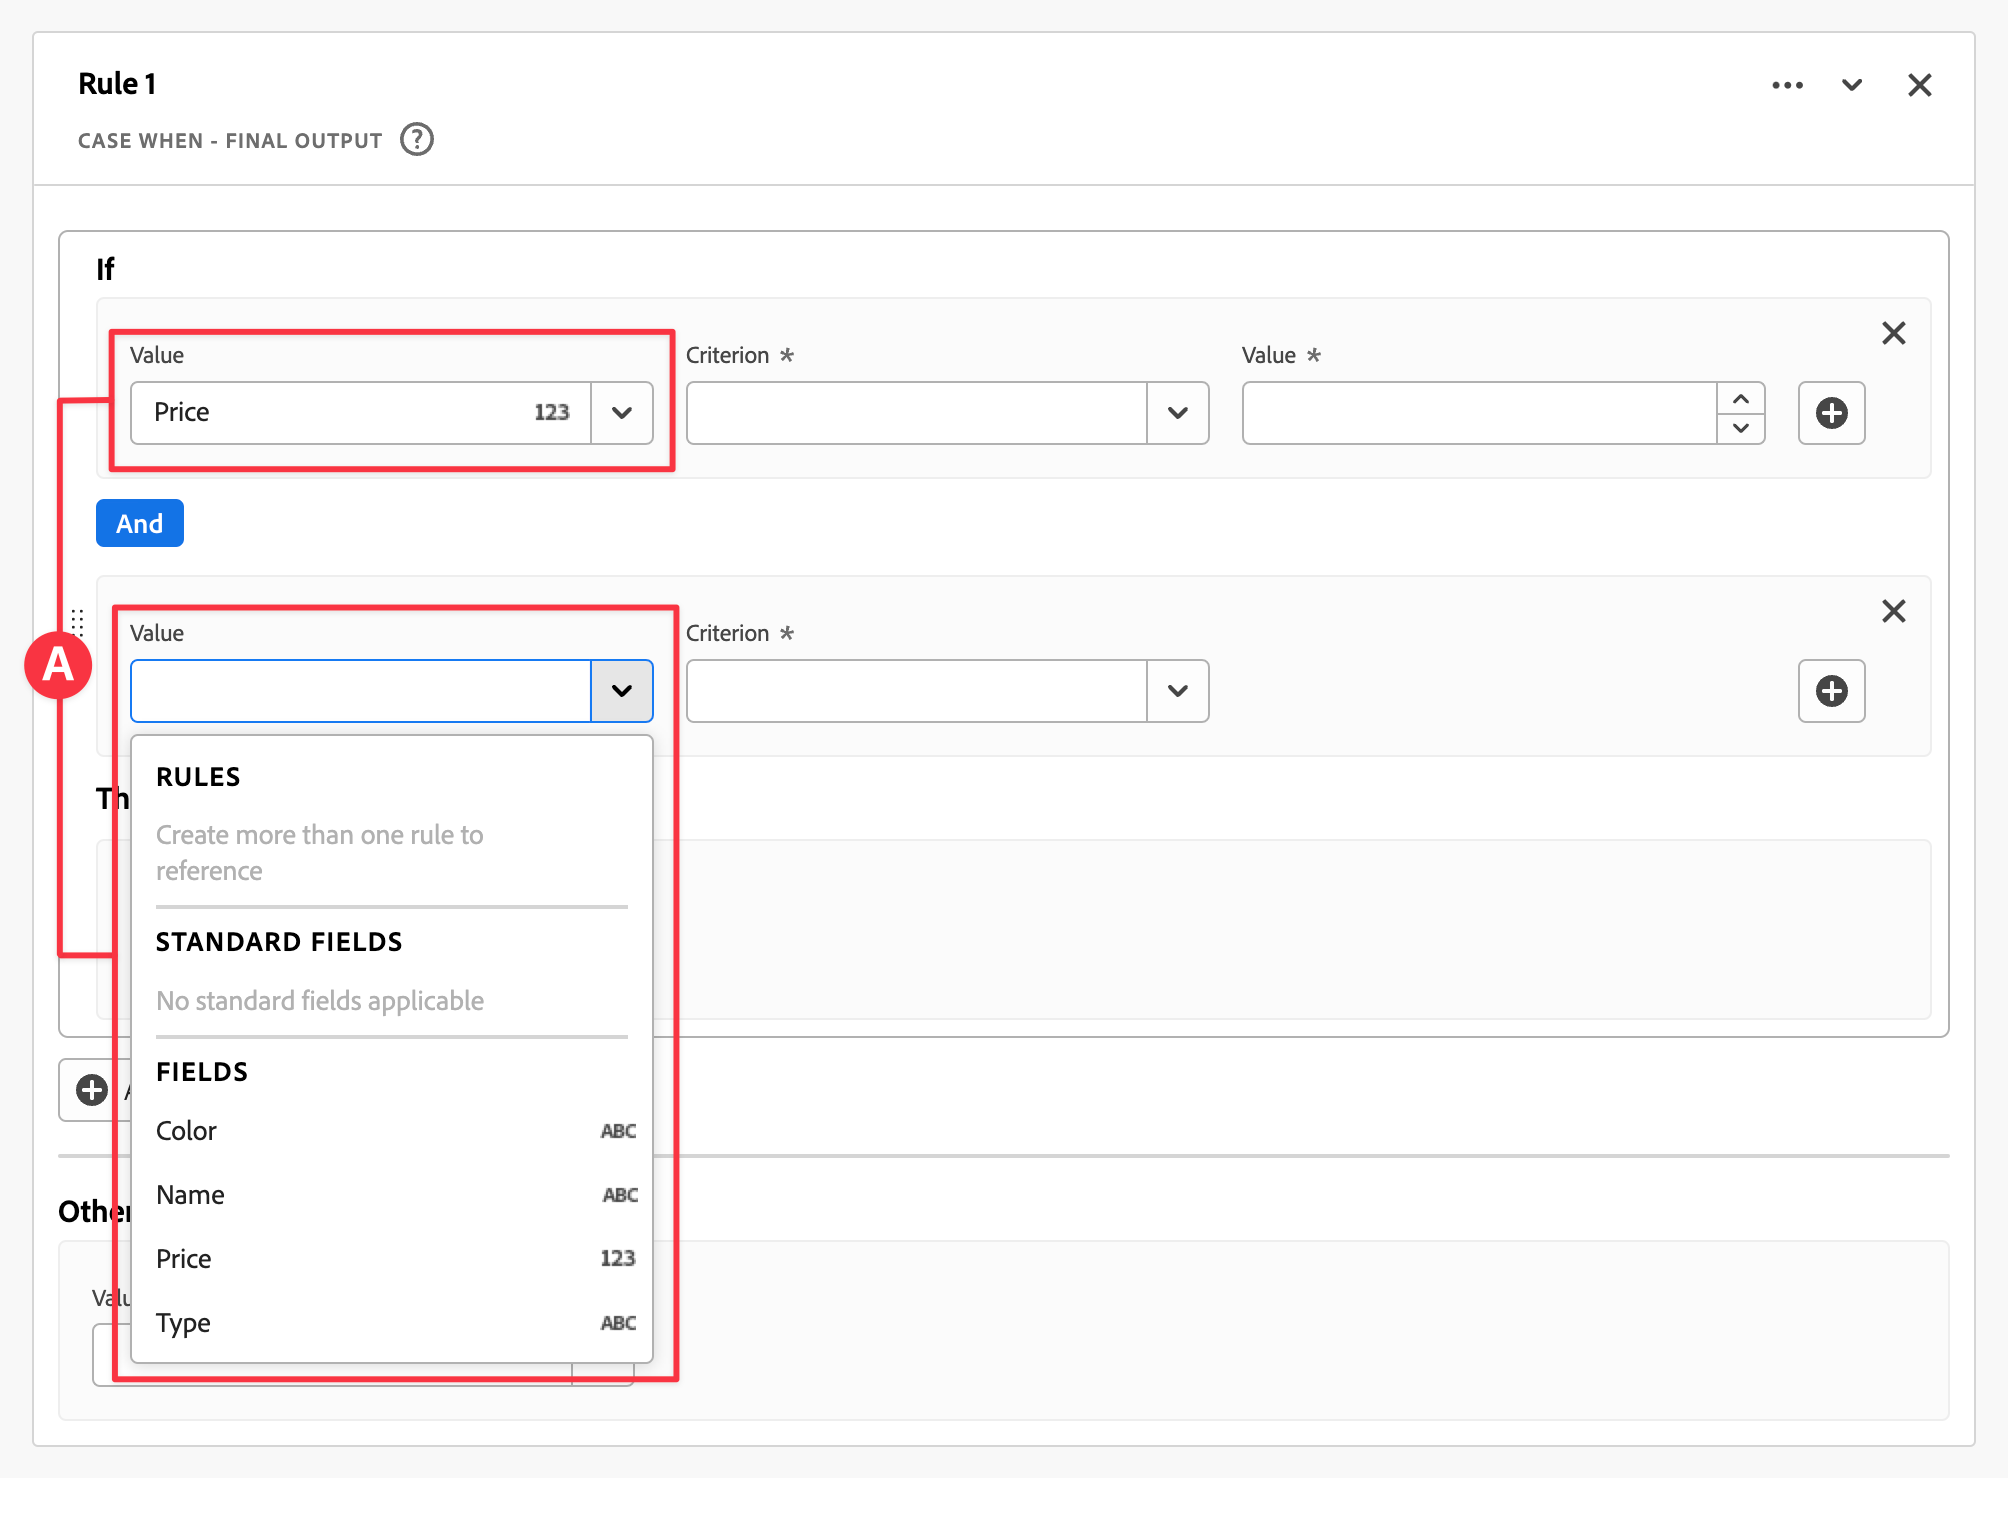 Rule 1
CASE WHEN - FINAL OUTPUT ?
If
Value Criterion * Value *
Price 123
And
A
Value Criterion *
RULES
Th
Create more than one rule to
reference
STANDARD FIELDS
No standard fields applicable
FIELDS
Color ABC
Name ABC
Other
Price 123
Valu
Type ABC